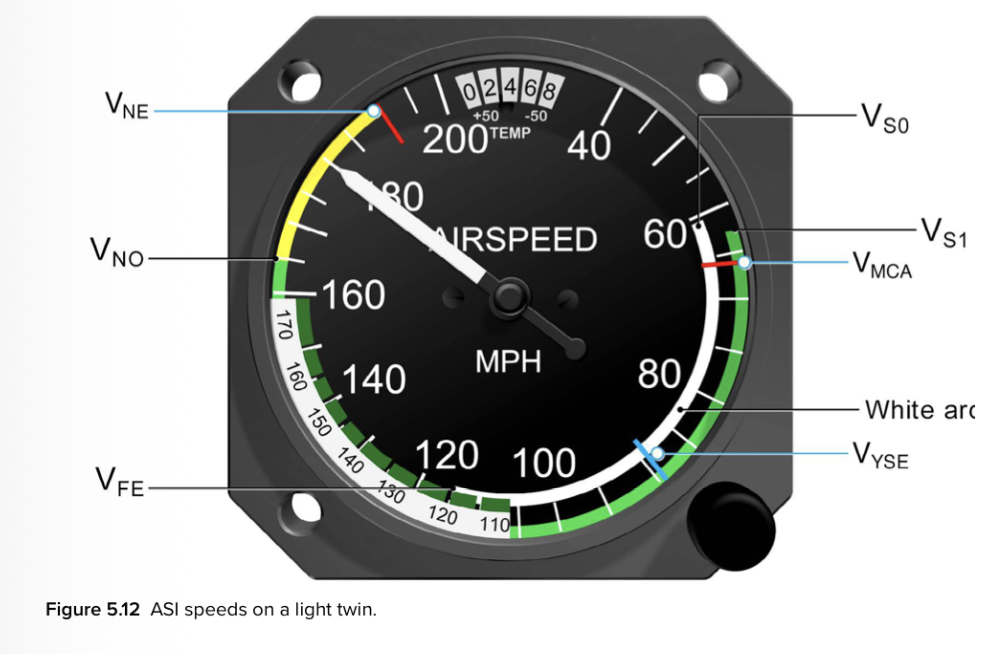 0 2 4 6 8
+50 -50
TEMP
VNE
200
40
VS0
180
AIRSPEED
60
VS1
VNO
VMCA
160
170
MPH
160
140
80
White arc
150
120
100
VYSE
140
VFE
130
120
110
Figure 5.12 ASI speeds on a light twin.